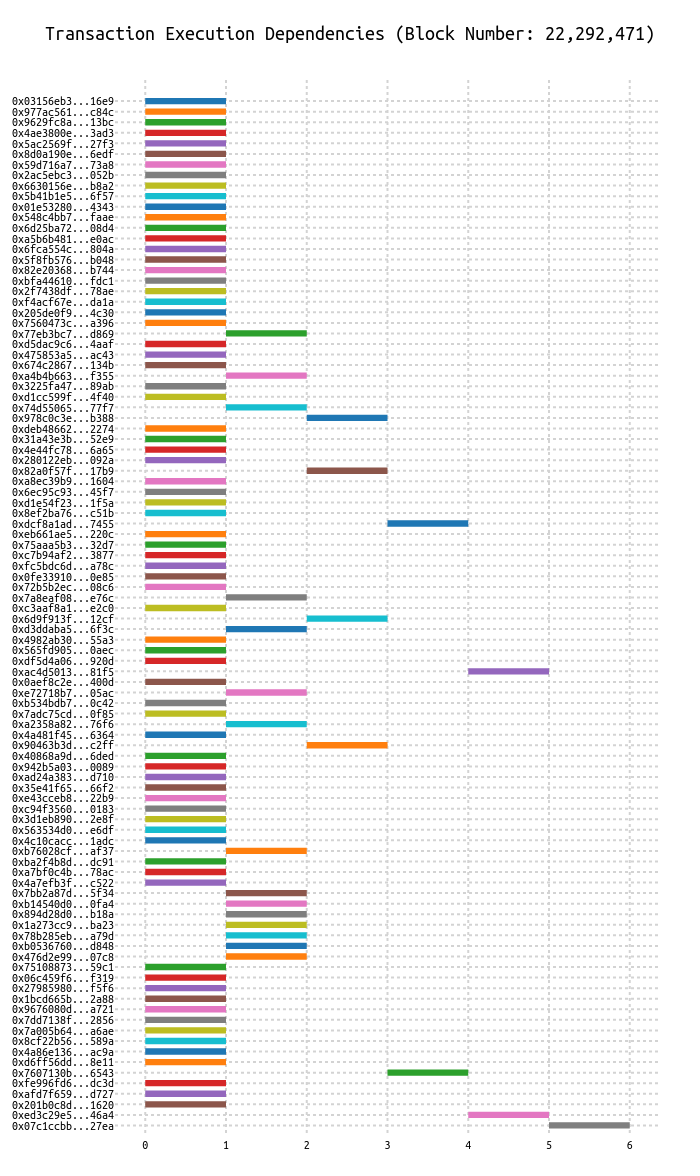 Transaction Execution Dependencies (Block Number: 22,292,471)
0x03156eb3...16e9
0x977ac561...c84c
0x9629fc8a...13bc
0x4ae3800e...3ad3
0x5ac2569f...27f3
0x8d0a190e...6edf
0x59d716a7...73a8
0x2ac5ebc3...052b
0x6630156e...b8a2
0x5b41b1e5...6f57
0x01e53280...4343
0x548c4bb7...faae
0x6d25ba72...08d4
0xa5b6b481...e0ac
0x6fca554c...804a
0x5f8fb576...b048
0x82e20368...b744
0xbfa44610...fdc1
0x2f7438df...78ae
0xf4acf67e...da1a
0x205de0f9...4c30
0x7560473c...a396
0x77eb3bc7...d869
0xd5dac9c6...4aaf
0x475853a5...ac43
0x674c2867...134b
0xa4b4b663...f355
0x3225fa47...89ab
0xd1cc599f...4f40
0x74d55065...77f7
0x978c0c3e...b388
0xdeb48662...2274
0x31a43e3b...52e9
0x4e44fc78...6a65
0x280122eb...092a
0x82a0f57f...17b9
0xa8ec39b9...1604
0x6ec95c93...45f7
0xd1e54f23...1f5a
0x8ef2ba76...c51b
0xdcf8a1ad...7455
0xeb661ae5...220c
0x75aaa5b3...32d7
0xc7b94af2...3877
0xfc5bdc6d...a78c
0x0fe33910...0e85
0x72b5b2ec...08c6
0x7a8eaf08...e76c
0xc3aaf8a1...e2c0
0x6d9f913f...12cf
0xd3ddaba5...6f3c
0x4982ab30...55a3
0x565fd905...0aec
0xdf5d4a06...920d
0xac4d5013...81f5
0x0aef8c2e...400d
0xe72718b7...05ac
0xb534bdb7...0c42
0x7adc75cd...0f85
0xa2358a82...76f6
0x4a481f45...6364
0x90463b3d...c2ff
0x40868a9d...6ded
0x942b5a03...0089
0xad24a383...d710
0x35e41f65...66f2
0xe43cceb8...22b9
0xc94f3560...0183
0x3d1eb890...2e8f
0x563534d0...e6df
0x4c10cacc...1adc
0xb76028cf...af37
0xba2f4b8d...dc91
0xa7bf0c4b...78ac
0x4a7efb3f...c522
0x7bb2a87d...5f34
0xb14540d0...0fa4
0x894d28d0...b18a
0x1a273cc9...ba23
0x78b285eb...a79d
0xb0536760...d848
0x476d2e99...07c8
0x75108873...59c1
0x06c459f6...f319
0x27985980...f5f6
0x1bcd665b...2a88
0x9676080d...a721
0x7dd7138f...2856
0x7a005b64...a6ae
0x8cf22b56...589a
0x4a86e136...ac9a
0xd6ff56dd...8e11
0x7607130b...6543
0xfe996fd6...dc3d
0xafd7f659...d727
0x201b0c8d...1620
0xed3c29e5...46a4
0x07c1ccbb...27ea
0 1 2 3 4 5 6